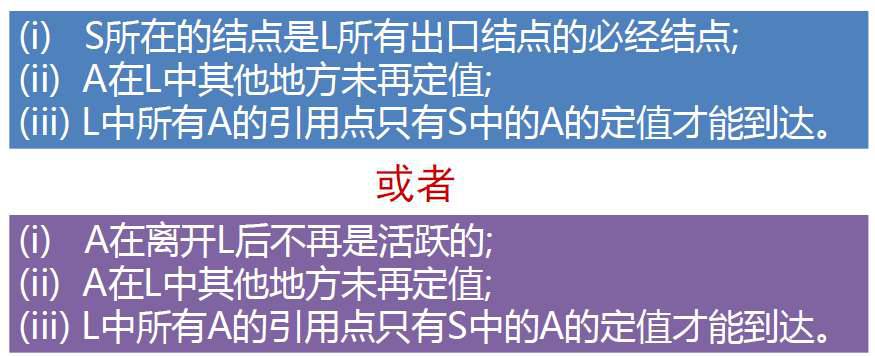 (i) S所在的结点是L所有出口结点的必经结点;
(ii) A在L中其他地方未再定值;
(iii) L中所有A的引用点只有S中的A的定值才能到达。
或者
(i) A在离开L后不再是活跃的;
(ii) A在L中其他地方未再定值;
(iii) L中所有A的引用点只有S中的A的定值才能到达。